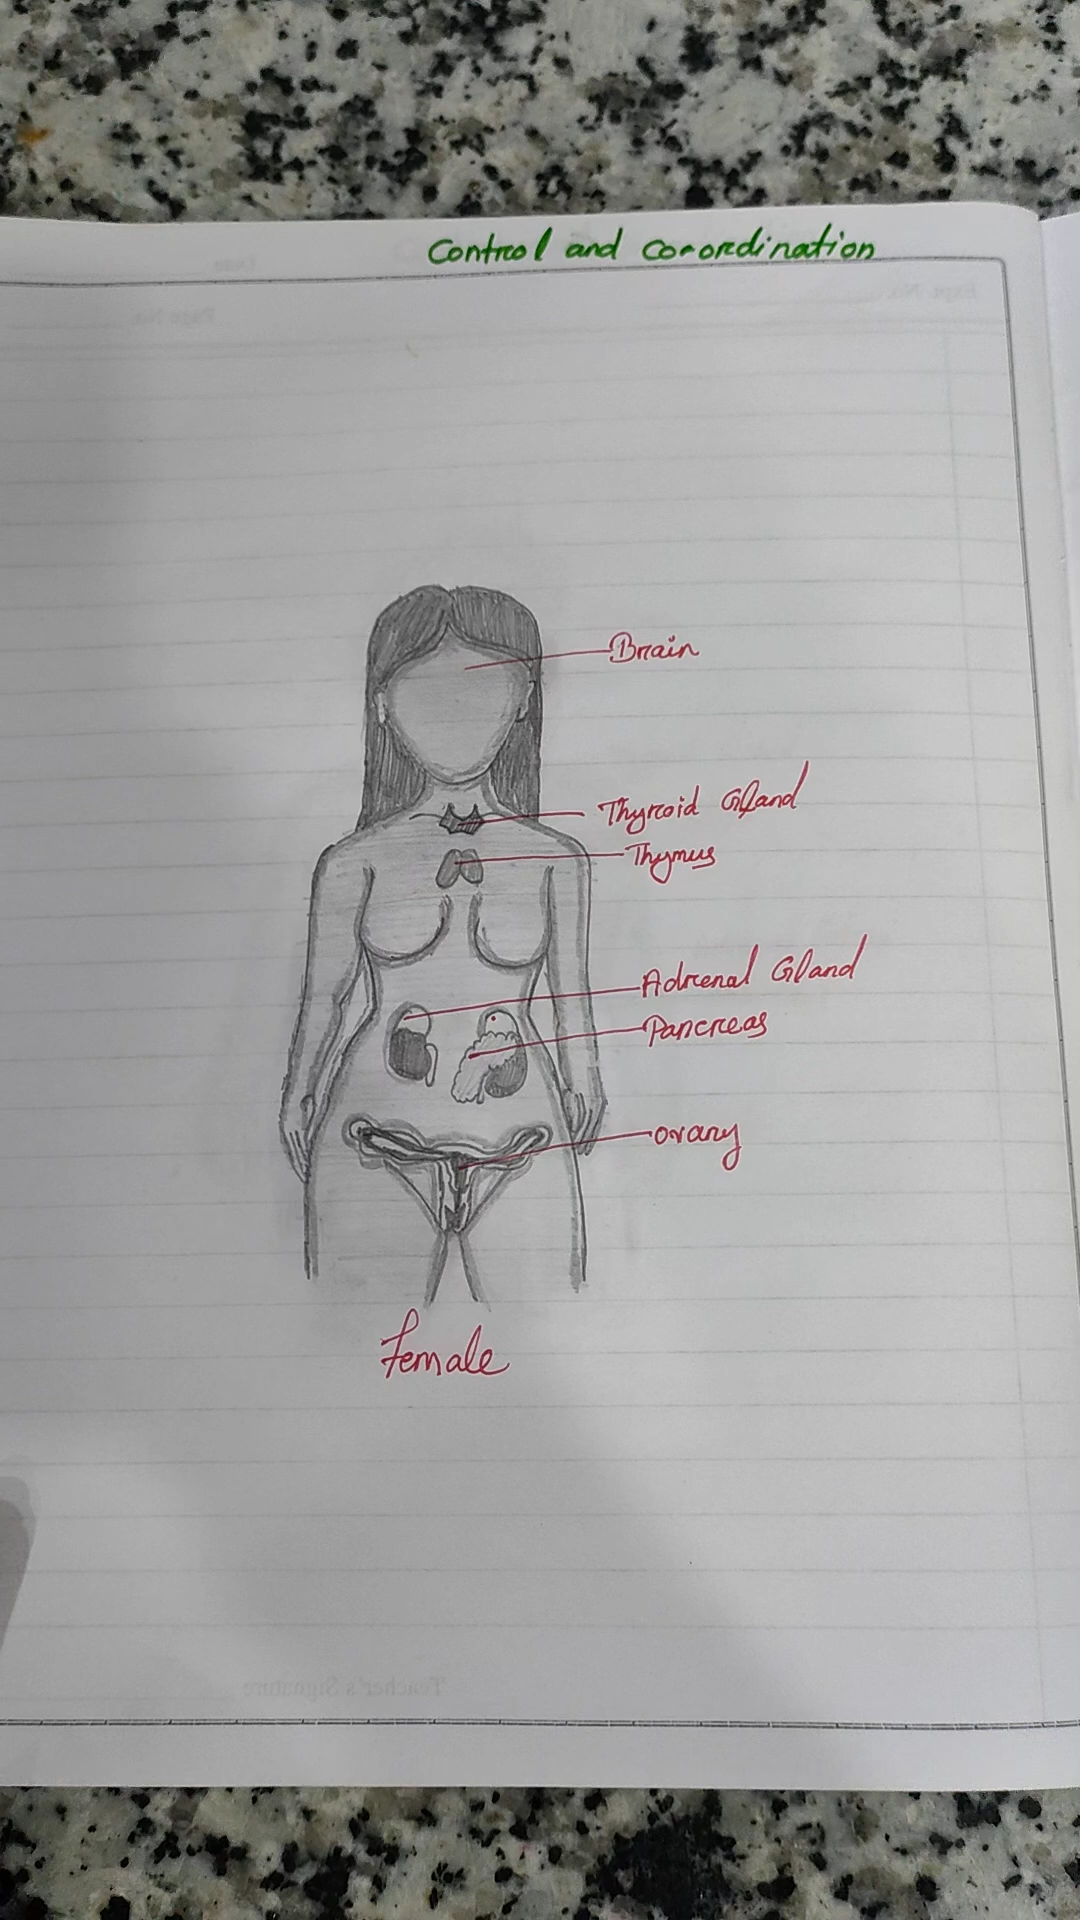 Control and co-ordination
Brain
Thyroid Gland
Thymus
Adrenal Gland
Pancreas
ovary
Female